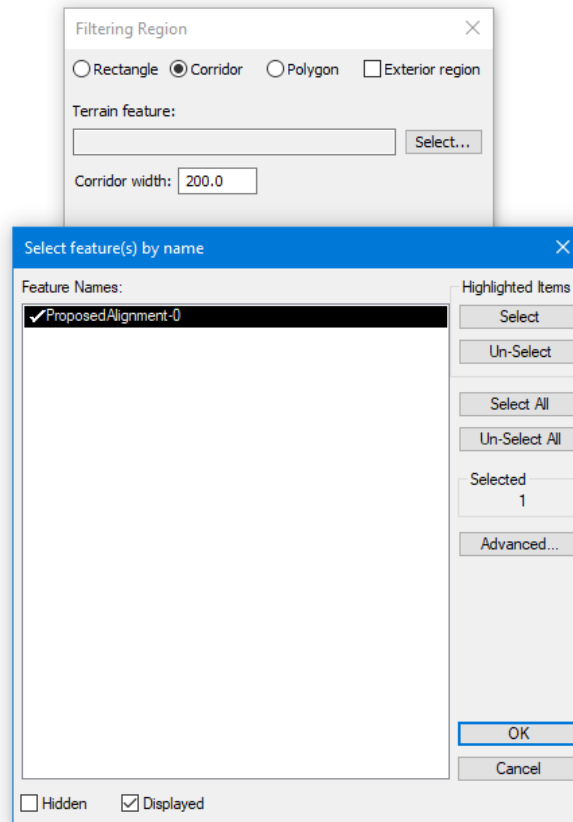 Filtering Region
Rectangle Corridor Polygon Exterior region
Terrain feature:
Select...
Corridor width: 200.0
Select feature(s) by name
Feature Names:
Highlighted Items
ProposedAlignment-0
Select
Un-Select
Select All
Un-Select All
Selected
1
Advanced...
OK
Cancel
Hidden Displayed